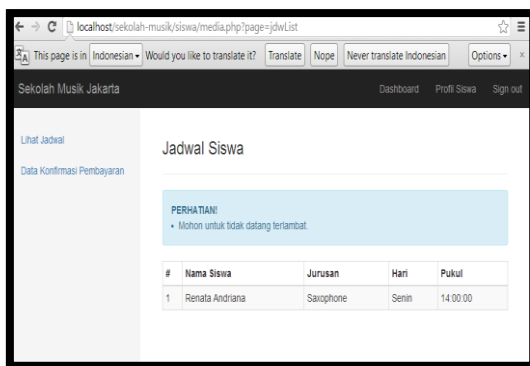 localhost/sekolah-musik/siswa/media.php?page=jdwList
This page is in Indonesian Would you like to translate it? Translate Nope Never translate Indonesian Options
Sekolah Musik Jakarta Dashboard Profil Siswa Sign out
Lihat Jadwal
Data Konfirmasi Pembayaran
Jadwal Siswa
PERHATIAN!
• Mohon untuk tidak datang terlambat.
# Nama Siswa Jurusan Hari Pukul
1 Renata Andriana Saxophone Senin 14:00:00